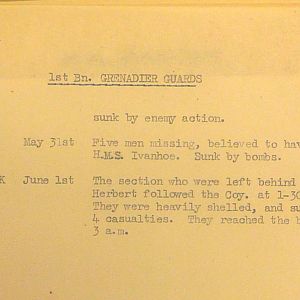 1st Bn. GRENADIER GUARDS
sunk by enemy action.
May 31st Five men missing, believed to hav
H.M.S. Ivanhoe. Sunk by bombs.
K June 1st The section who were left behind
Herbert followed the Coy. at 1-30
They were heavily shelled, and su
4 casualties. They reached the b
3 a.m.